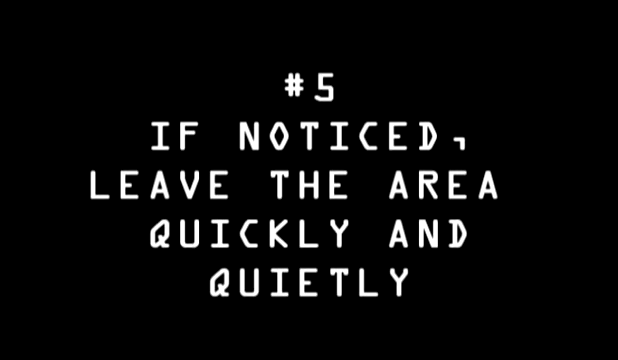 #5
IF NOTICED,
LEAVE THE AREA
QUICKLY AND
QUIETLY